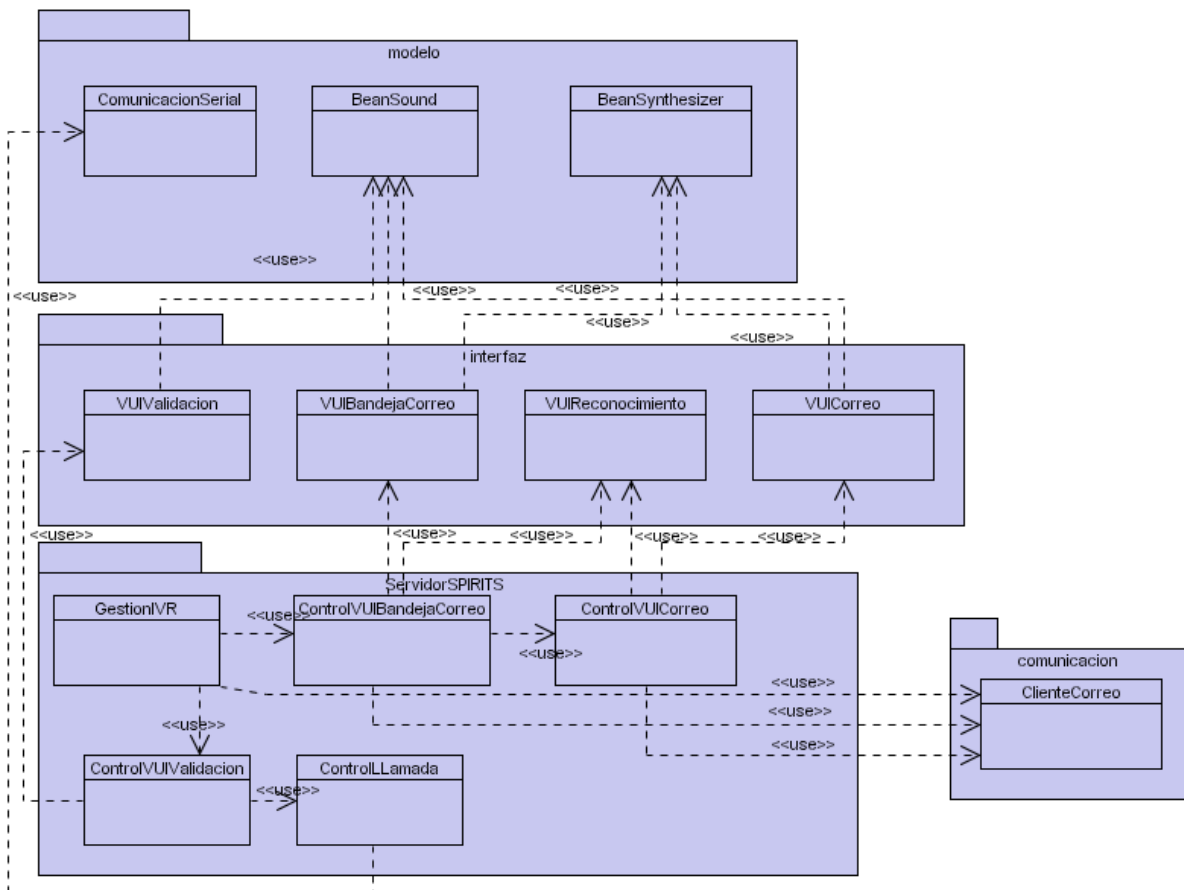 modelo
ComunicacionSerial
BeanSound
BeanSynthesizer
<<use>>
<<use>>
<<use>>
<<use>>
<<use>>
<<use>>
interfaz
VUIValidacion
VUIBandejaCorreo
VUIReconocimiento
VUICorreo
<<use>>
<<use>>
<<use>>
<<use>>
<<use>>
ServidorSPIRITS
GestionIVR
ControlVUIBandejaCorreo
ControlVUICorreo
<<use>>
<<use>>
comunicacion
<<use>>
ClienteCorreo
<<use>>
<<use>>
<<use>>
ControlVUIValidacion
ControlLLamada
<<use>>